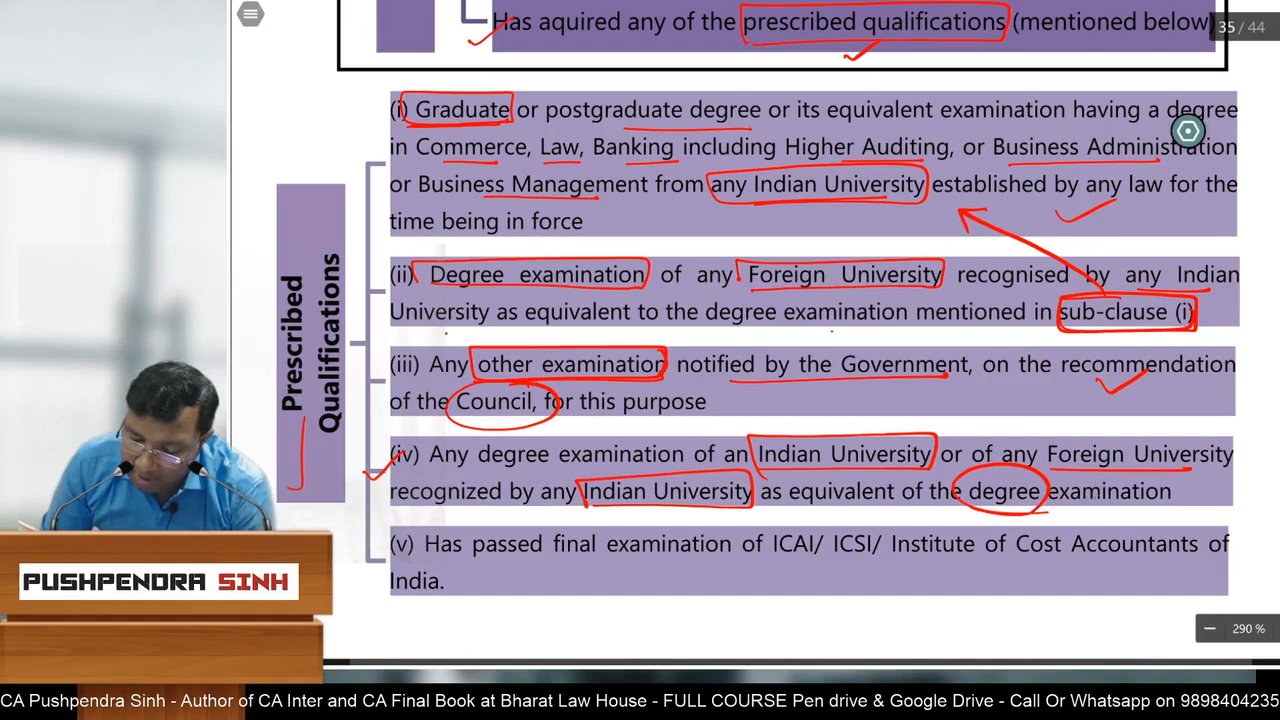 Has aquired any of the prescribed qualifications (mentioned below)
35 / 44
(i) Graduate or postgraduate degree or its equivalent examination having a degree
in Commerce, Law, Banking including Higher Auditing, or Business Administration
or Business Management from any Indian University established by any law for the
time being in force
(ii) Degree examination of any Foreign University recognised by any Indian
University as equivalent to the degree examination mentioned in sub-clause (i)
Prescribed
Qualifications
(iii) Any other examination notified by the Government, on the recommendation
of the Council, for this purpose
(iv) Any degree examination of an Indian University or of any Foreign University
recognized by any Indian University as equivalent of the degree examination
(v) Has passed final examination of ICAI/ ICSI/ Institute of Cost Accountants of
India.
PUSHPENDRA SINH
290 %
CA Pushpendra Sinh - Author of CA Inter and CA Final Book at Bharat Law House - FULL COURSE Pen drive & Google Drive - Call Or Whatsapp on 9898404235